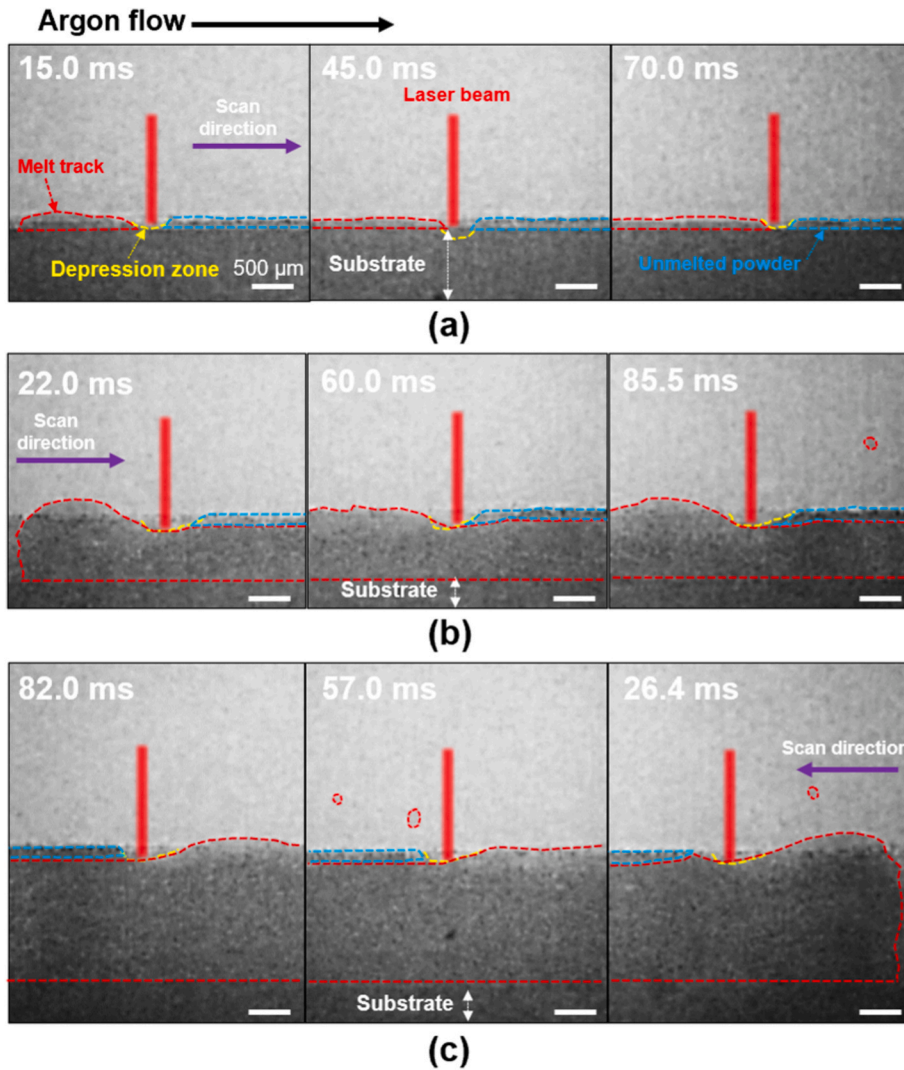 Argon flow
15.0 ms
45.0 ms
70.0 ms
Laser beam
Scan
direction
Melt track
Depression zone
500 µm
Substrate
Unmelted powder
(a)
22.0 ms
60.0 ms
85.5 ms
Scan
direction
Substrate
(b)
82.0 ms
57.0 ms
26.4 ms
Scan direction
Substrate
(c)